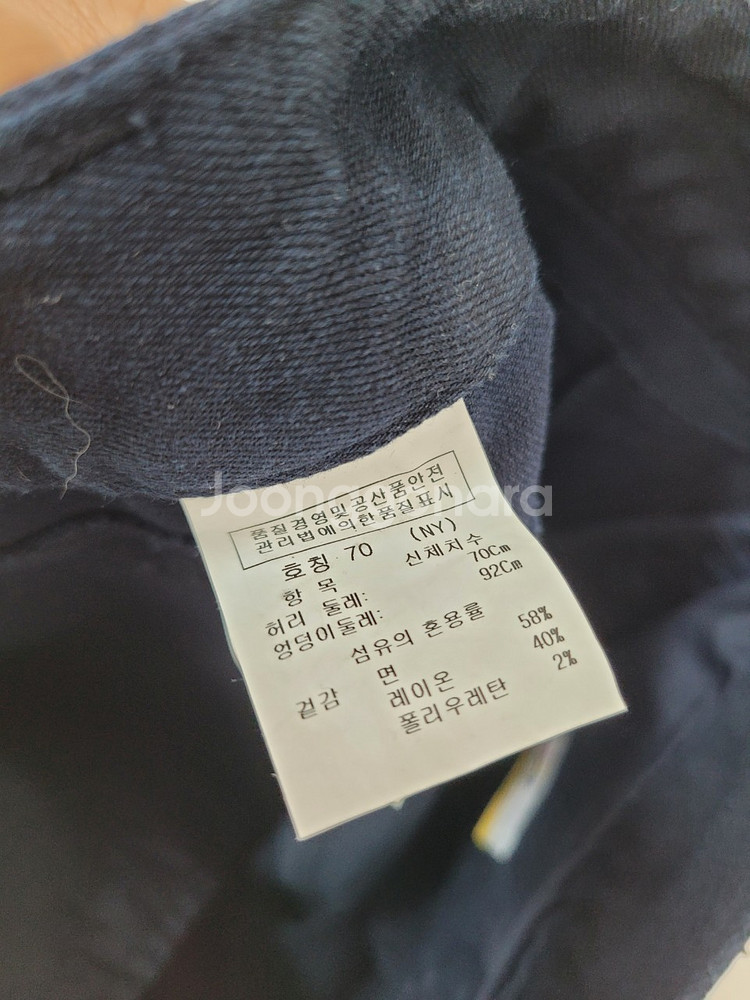 Joongonara
품질경영및공산품안전
관리법에의한품질표시
호칭 70 (NY)
항 목 신체치수
허리 둘레: 70Cm
엉덩이둘레: 92Cm
섬유의 혼용률
겉감 면 58%
레이온 40%
폴리우레탄 2%